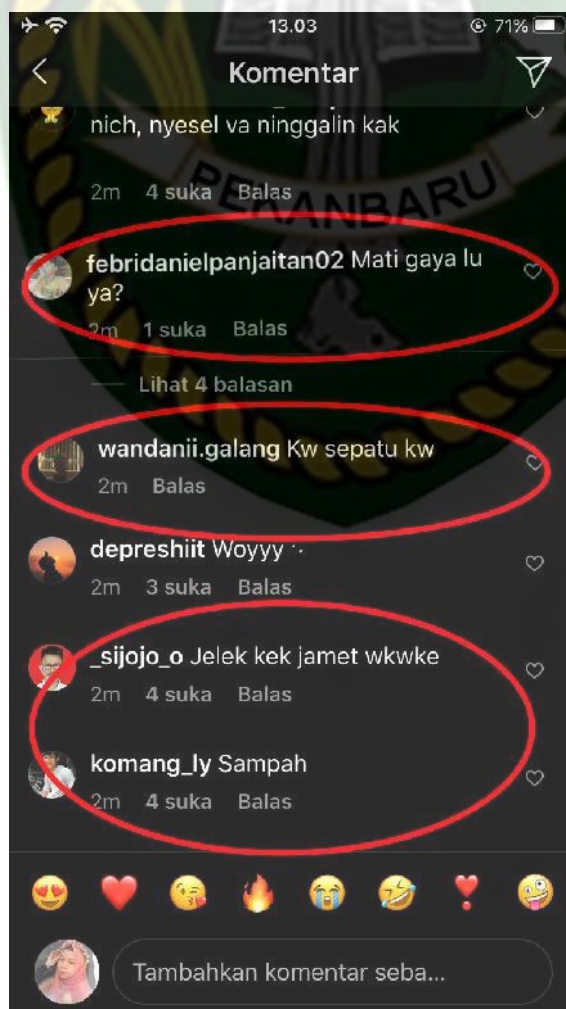 13.03
71%
Komentar
nich, nyesel va ninggalin kak
2m 4 suka Balas
PEKANBARU
febridanielpanjaitan02 Mati gaya lu
ya?
2m 1 suka Balas
Lihat 4 balasan
wandanii.galang Kw sepatu kw
2m Balas
depreshiit Woyyy
2m 3 suka Balas
_sijojo_o Jelek kek jamet wkwke
2m 4 suka Balas
komang_ly Sampah
2m 4 suka Balas
Tambahkan komentar seba...